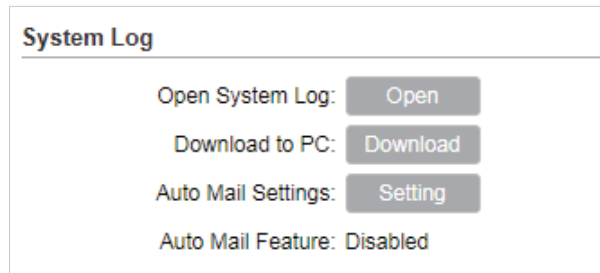 System Log
Open System Log: Open
Download to PC: Download
Auto Mail Settings: Setting
Auto Mail Feature: Disabled